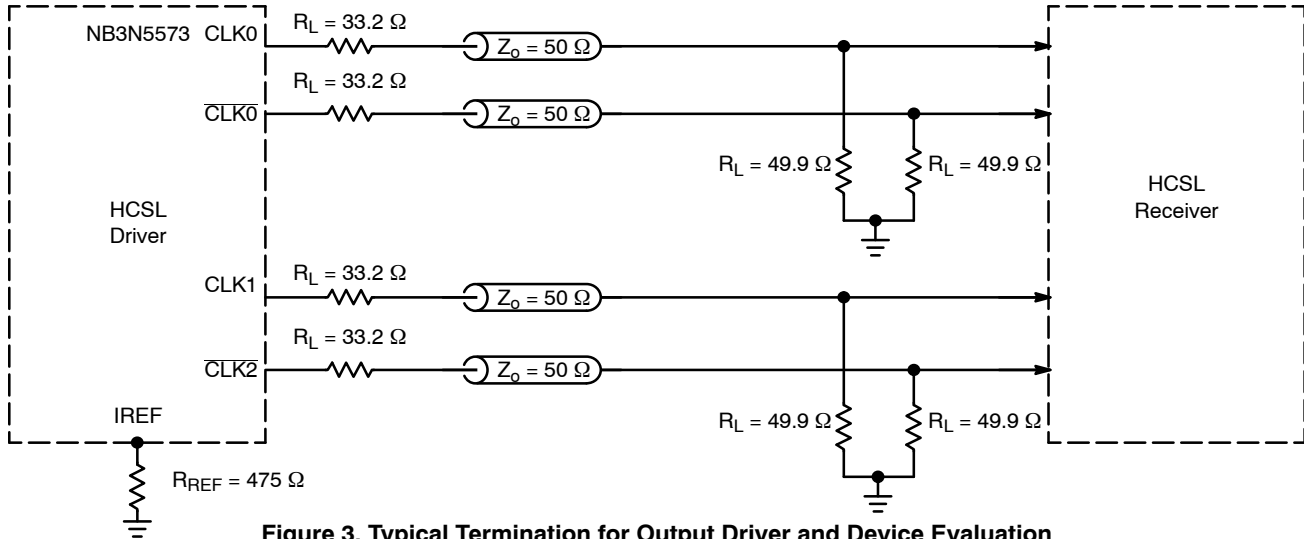 NB3N5573 CLK0
R_L = 33.2 Ω
Z_o = 50 Ω
R_L = 33.2 Ω
C̅L̅K̅0̅
Z_o = 50 Ω
R_L = 49.9 Ω
R_L = 49.9 Ω
HCSL
Driver
HCSL
Receiver
CLK1
R_L = 33.2 Ω
Z_o = 50 Ω
R_L = 33.2 Ω
C̅L̅K̅2̅
Z_o = 50 Ω
R_L = 49.9 Ω
R_L = 49.9 Ω
IREF
R_REF = 475 Ω
Figure 3. Typical Termination for Output Driver and Device Evaluation